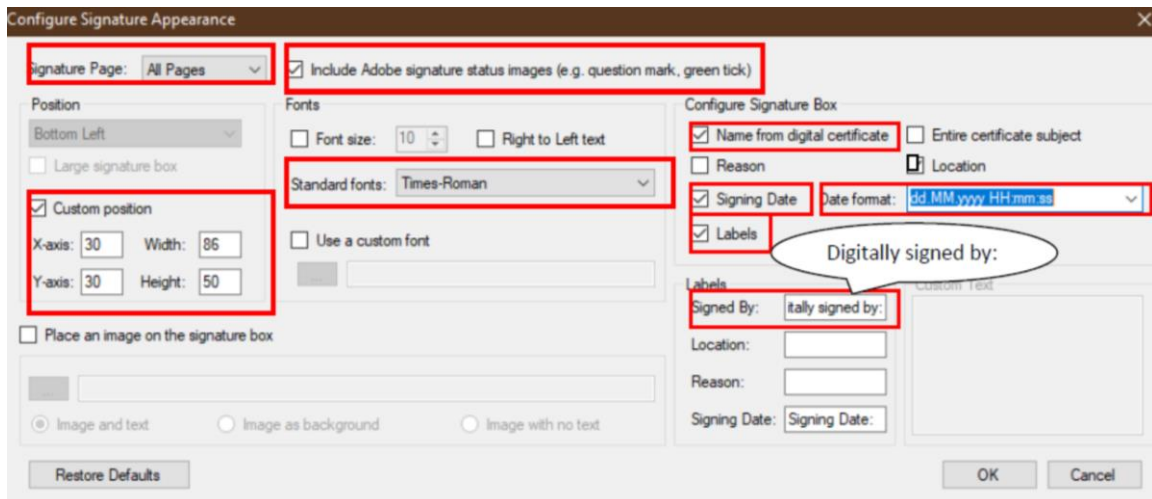 Configure Signature Appearance
Signature Page: All Pages
Include Adobe signature status images (e.g. question mark, green tick)
Position
Bottom Left
Large signature box
Custom position
X-axis: 30 Width: 86
Y-axis: 30 Height: 50
Fonts
Font size: 10 Right to Left text
Standard fonts: Times-Roman
Use a custom font
...
Configure Signature Box
Name from digital certificate Entire certificate subject
Reason Location
Signing Date Date format: dd.MM.yyyy HH:mm:ss
Labels
Digitally signed by:
Place an image on the signature box
...
Image and text Image as background Image with no text
Labels
Signed By: itally signed by:
Location:
Reason:
Signing Date: Signing Date:
Custom Text
Restore Defaults OK Cancel